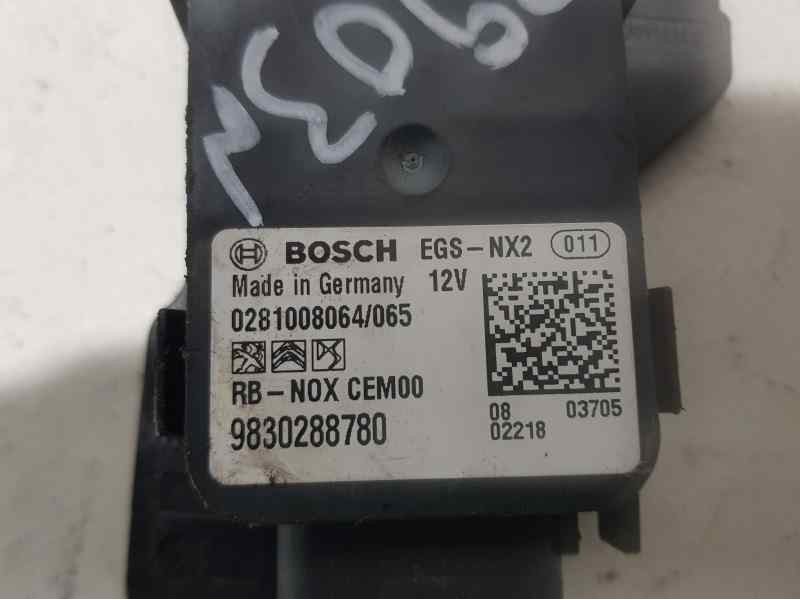 BOSCH EGS-NX2 011
Made in Germany 12V
0281008064/065
RB-NOX CEM00
9830288780
08 03705
02218